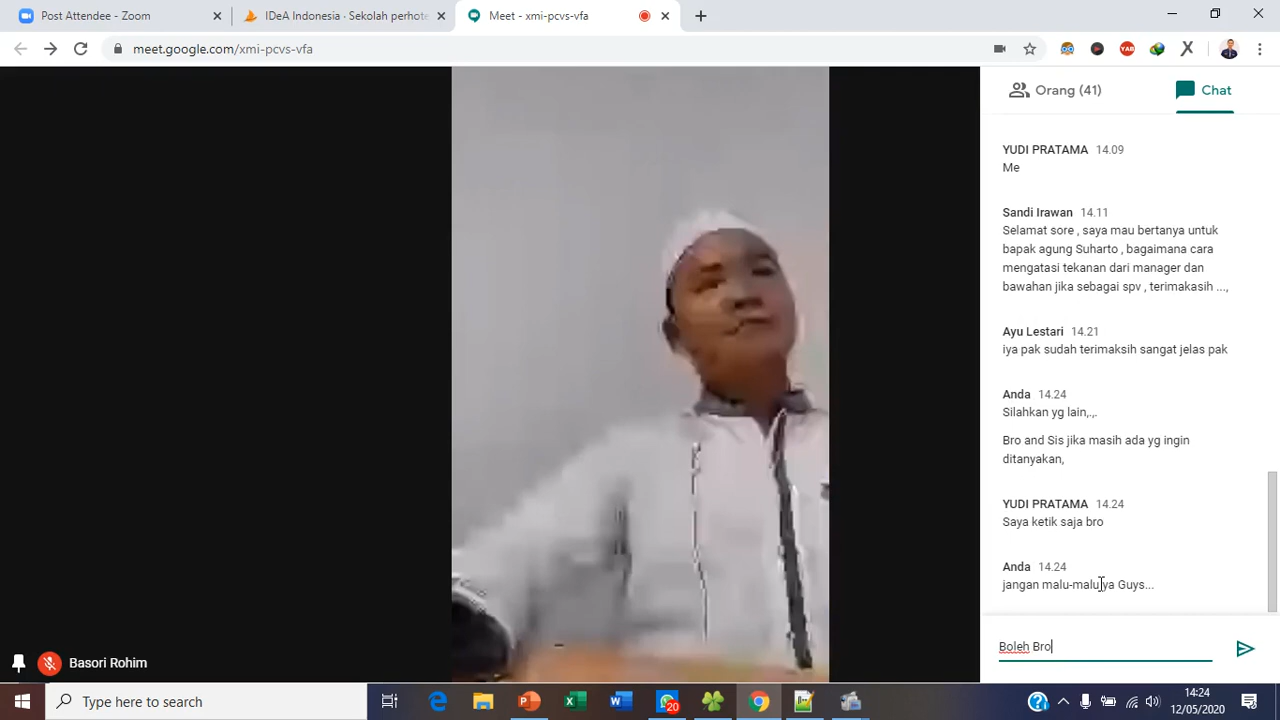 Post Attendee - Zoom
IDeA Indonesia - Sekolah perhote
Meet - xmi-pcvs-vfa
meet.google.com/xmi-pcvs-vfa
YAB
X
Orang (41)
Chat
YUDI PRATAMA 14.09
Me
Sandi Irawan 14.11
Selamat sore , saya mau bertanya untuk
bapak agung Suharto , bagaimana cara
mengatasi tekanan dari manager dan
bawahan jika sebagai spv , terimakasih ...,
Ayu Lestari 14.21
iya pak sudah terimaksih sangat jelas pak
Anda 14.24
Silahkan yg lain,.,.
Bro and Sis jika masih ada yg ingin
ditanyakan,
YUDI PRATAMA 14.24
Saya ketik saja bro
Anda 14.24
jangan malu-malu ya Guys...
Boleh Bro
Basori Rohim
Type here to search
20
14:24
12/05/2020